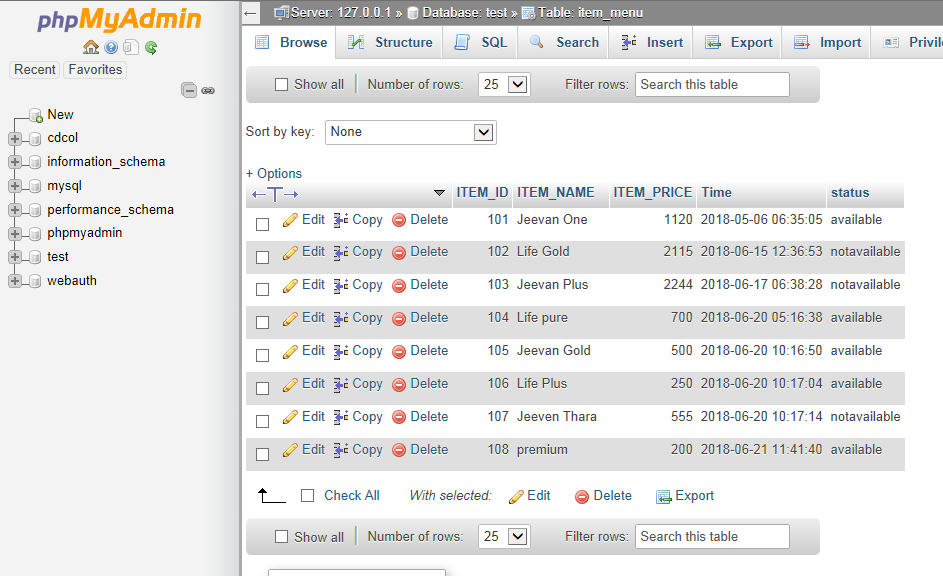 phpMyAdmin
Recent Favorites
New
cdcol
information_schema
mysql
performance_schema
phpmyadmin
test
webauth
Server: 127.0.0.1 » Database: test » Table: item_menu
Browse Structure SQL Search Insert Export Import
Show all Number of rows: 25 Filter rows: Search this table
Sort by key: None
+ Options
ITEM_ID ITEM_NAME ITEM_PRICE Time status
Edit Copy Delete 101 Jeevan One 1120 2018-05-06 06:35:05 available
Edit Copy Delete 102 Life Gold 2115 2018-06-15 12:36:53 notavailable
Edit Copy Delete 103 Jeevan Plus 2244 2018-06-17 06:38:28 notavailable
Edit Copy Delete 104 Life pure 700 2018-06-20 05:16:38 available
Edit Copy Delete 105 Jeevan Gold 500 2018-06-20 10:16:50 available
Edit Copy Delete 106 Life Plus 250 2018-06-20 10:17:04 available
Edit Copy Delete 107 Jeeven Thara 555 2018-06-20 10:17:14 notavailable
Edit Copy Delete 108 premium 200 2018-06-21 11:41:40 available
Check All With selected: Edit Delete Export
Show all Number of rows: 25 Filter rows: Search this table